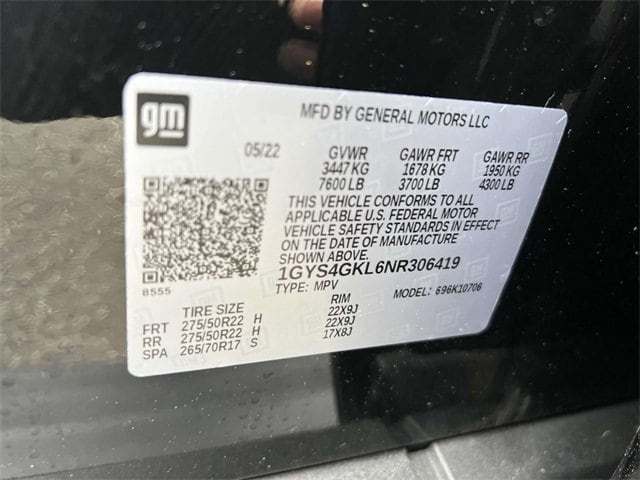 gm
MFD BY GENERAL MOTORS LLC
05/22 GVWR GAWR FRT GAWR RR
3447 KG 1678 KG 1950 KG
7600 LB 3700 LB 4300 LB
THIS VEHICLE CONFORMS TO ALL
APPLICABLE U.S. FEDERAL MOTOR
VEHICLE SAFETY STANDARDS IN EFFECT
ON THE DATE OF MANUFACTURE
SHOWN ABOVE.
1GYS4GKL6NR306419
8555
TYPE: MPV MODEL: 696K10706
TIRE SIZE RIM
FRT 275/50R22 H 22X9J
RR 275/50R22 H 22X9J
SPA 265/70R17 S 17X8J